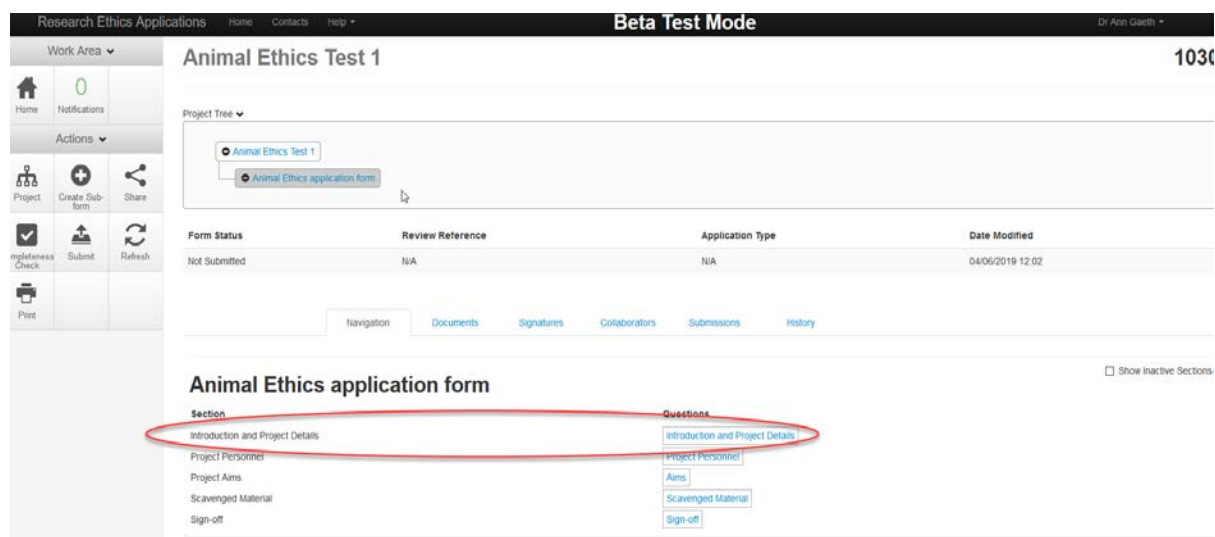 Research Ethics Applications Home Contacts Help Beta Test Mode Dr Ann Gaeth
Work Area
Animal Ethics Test 1 1030
0
Home Notifications
Project Tree
Actions
Animal Ethics Test 1
Animal Ethics application form
Project Create Sub-form Share
Form Status Review Reference Application Type Date Modified
Not Submitted N/A N/A 04/06/2019 12:02
mpleteness Check Submit Refresh
Print
Navigation Documents Signatures Collaborators Submissions History
Show Inactive Sections
Animal Ethics application form
Section Questions
Introduction and Project Details Introduction and Project Details
Project Personnel Project Personnel
Project Aims Aims
Scavenged Material Scavenged Material
Sign-off Sign-off